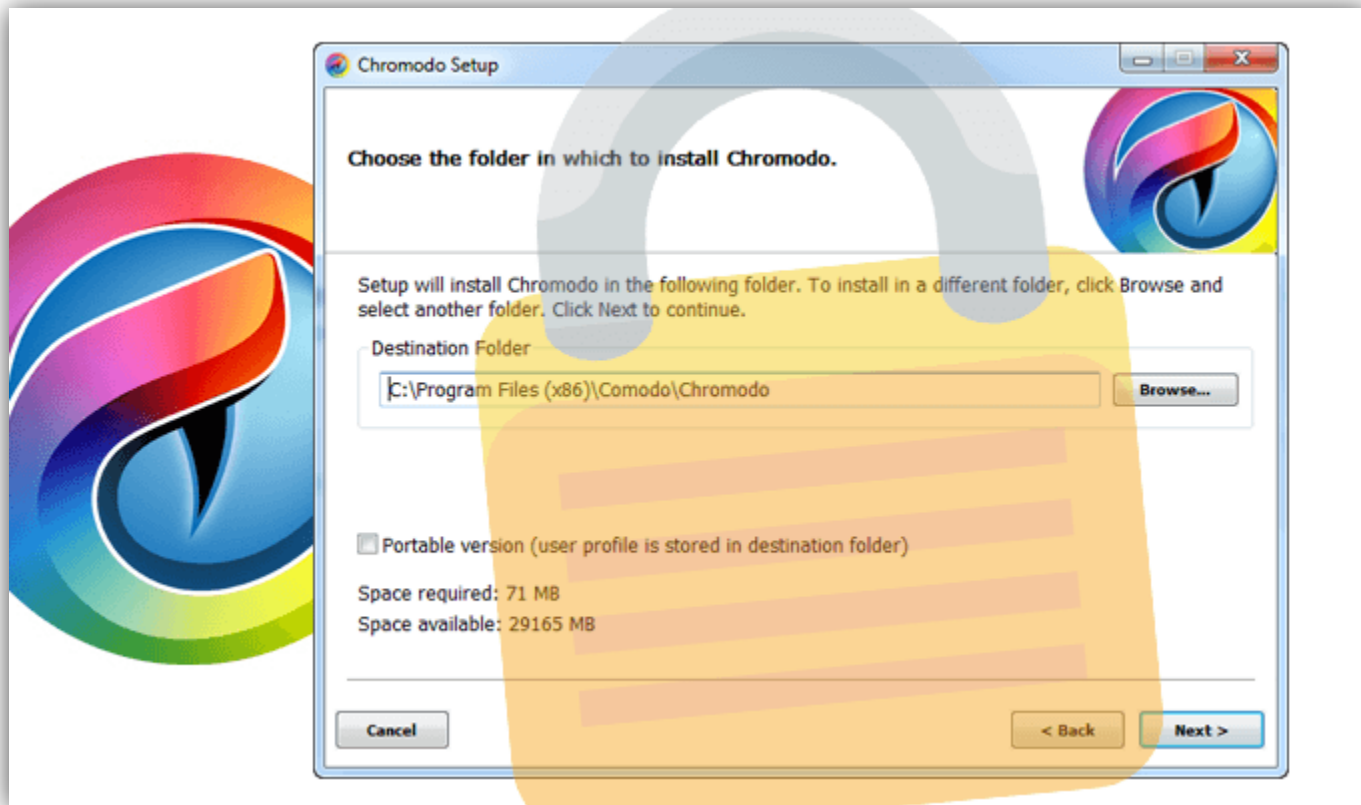 Chromodo Setup
Choose the folder in which to install Chromodo.
Setup will install Chromodo in the following folder. To install in a different folder, click Browse and
select another folder. Click Next to continue.
Destination Folder
C:\Program Files (x86)\Comodo\Chromodo
Browse...
Portable version (user profile is stored in destination folder)
Space required: 71 MB
Space available: 29165 MB
Cancel
< Back
Next >